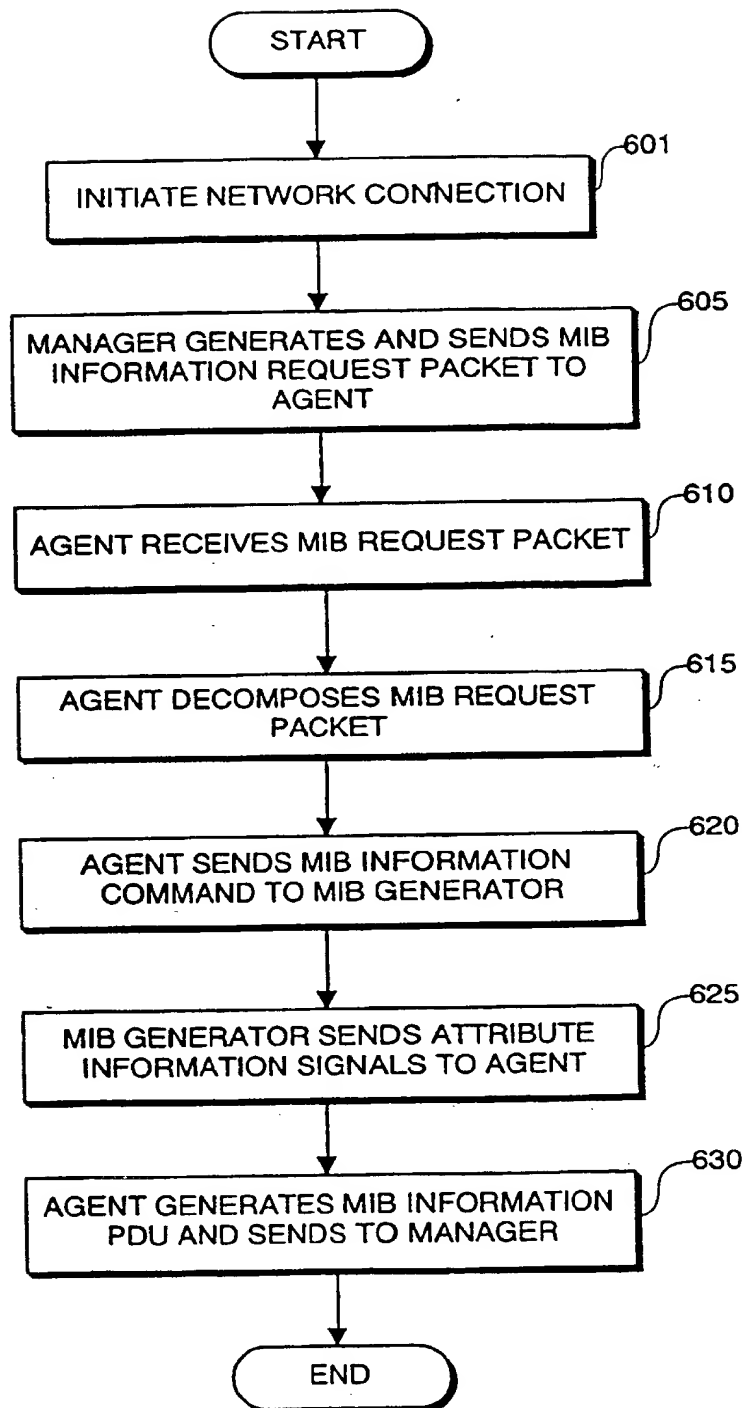 START
601
INITIATE NETWORK CONNECTION
605
MANAGER GENERATES AND SENDS MIB
INFORMATION REQUEST PACKET TO
AGENT
610
AGENT RECEIVES MIB REQUEST PACKET
615
AGENT DECOMPOSES MIB REQUEST
PACKET
620
AGENT SENDS MIB INFORMATION
COMMAND TO MIB GENERATOR
625
MIB GENERATOR SENDS ATTRIBUTE
INFORMATION SIGNALS TO AGENT
630
AGENT GENERATES MIB INFORMATION
PDU AND SENDS TO MANAGER
END